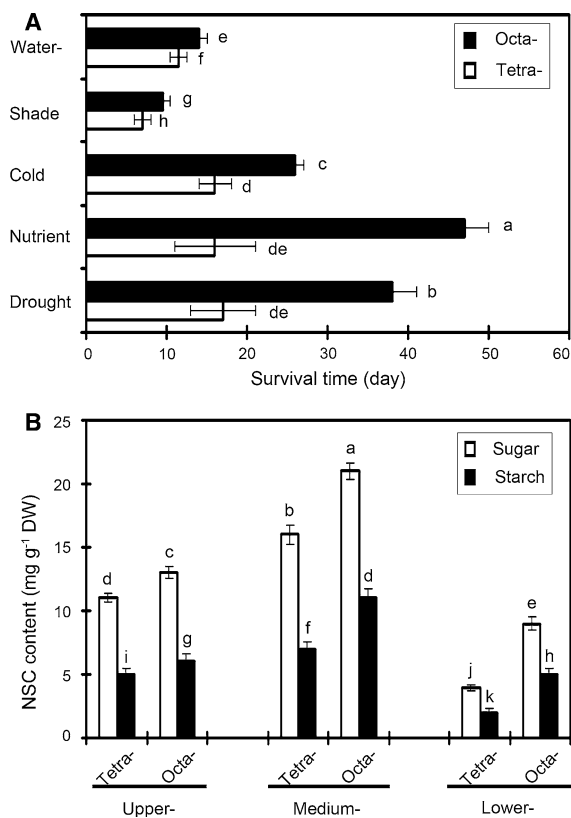 A
Octa-
Tetra-
Water-
e
f
Shade
g
h
Cold
c
d
Nutrient
a
de
Drought
b
de
0 10 20 30 40 50 60
Survival time (day)
B
Sugar
Starch
NSC content (mg g⁻¹ DW)
25
20
15
10
5
0
d
i
c
g
b
f
a
d
j
k
e
h
Tetra- Octa- Tetra- Octa- Tetra- Octa-
Upper- Medium- Lower-